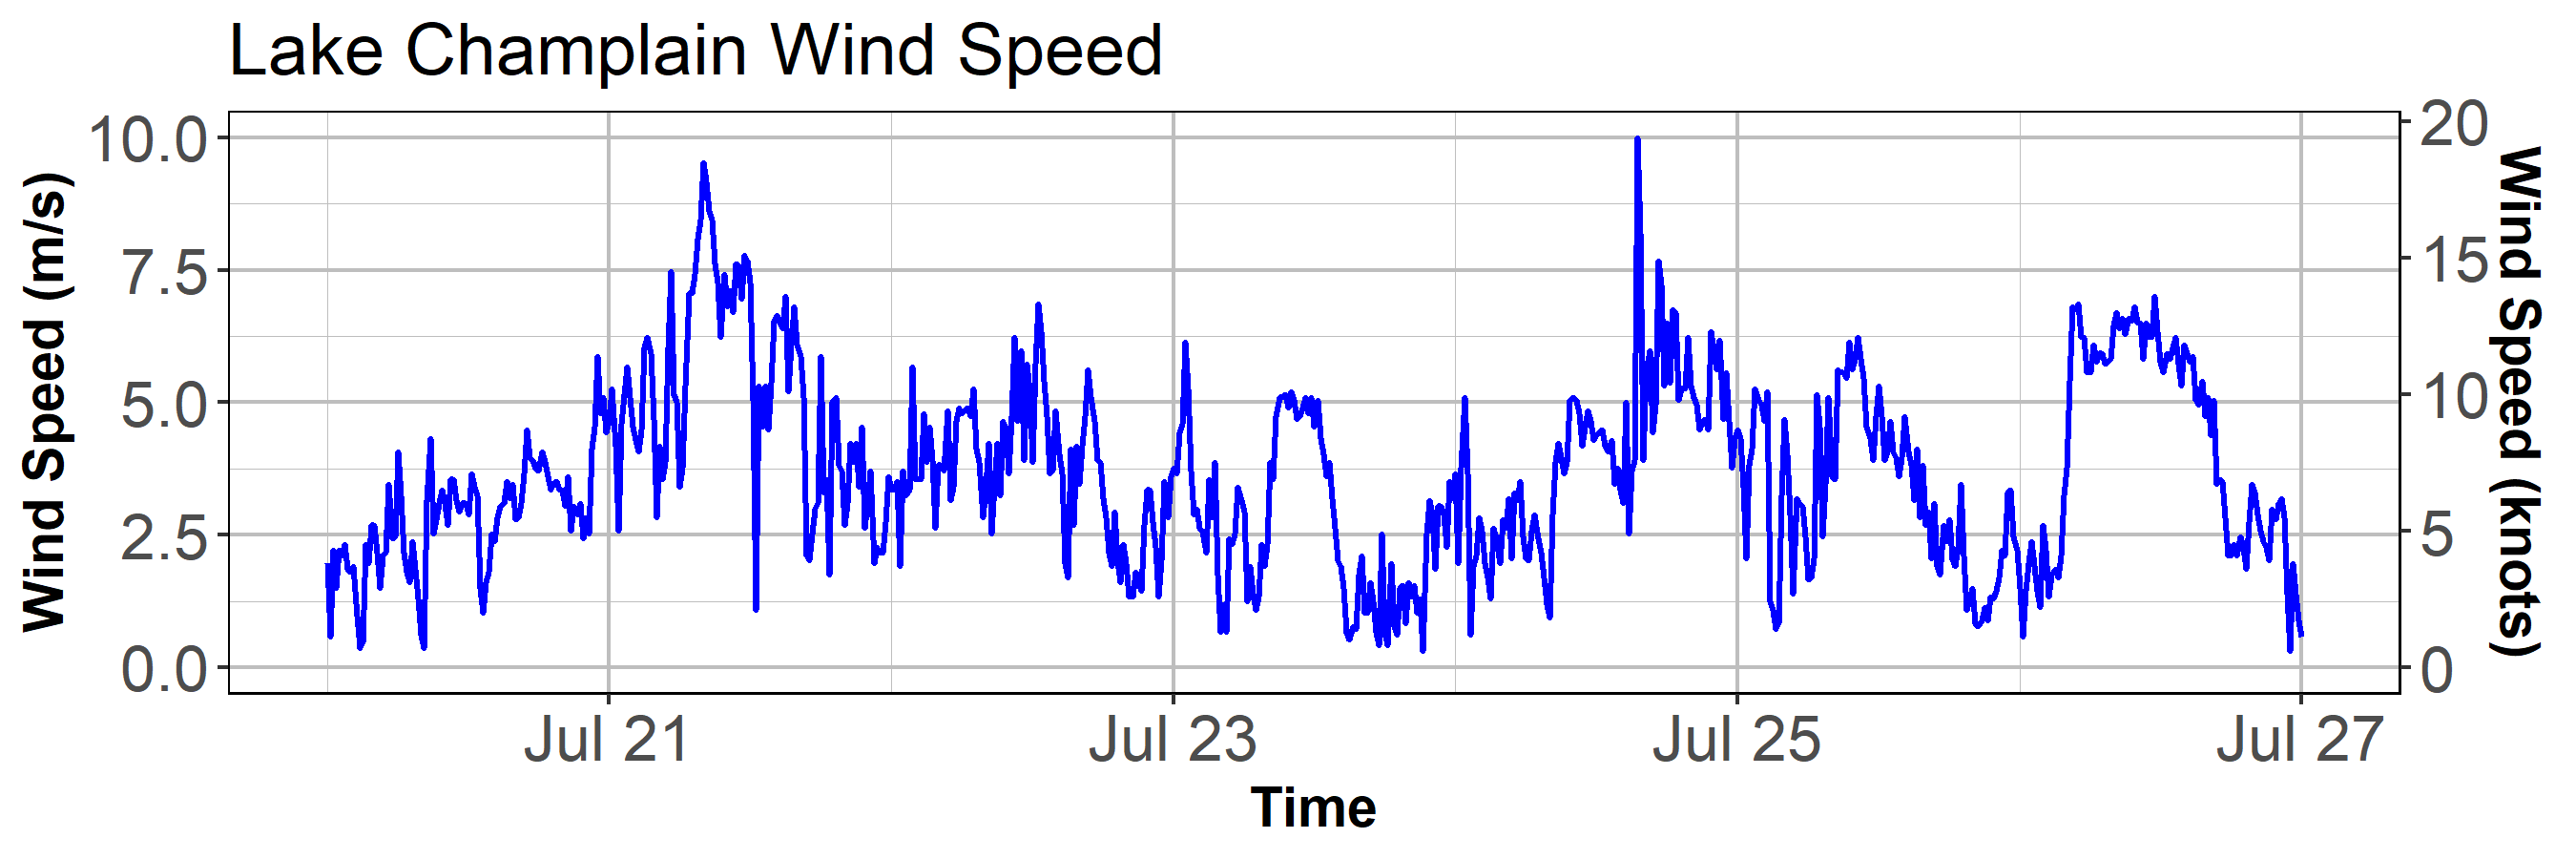 Lake Champlain Wind Speed
Wind Speed (m/s)
10.0
7.5
5.0
2.5
0.0
20
15
10
5
0
Wind Speed (knots)
Jul 21
Jul 23
Jul 25
Jul 27
Time